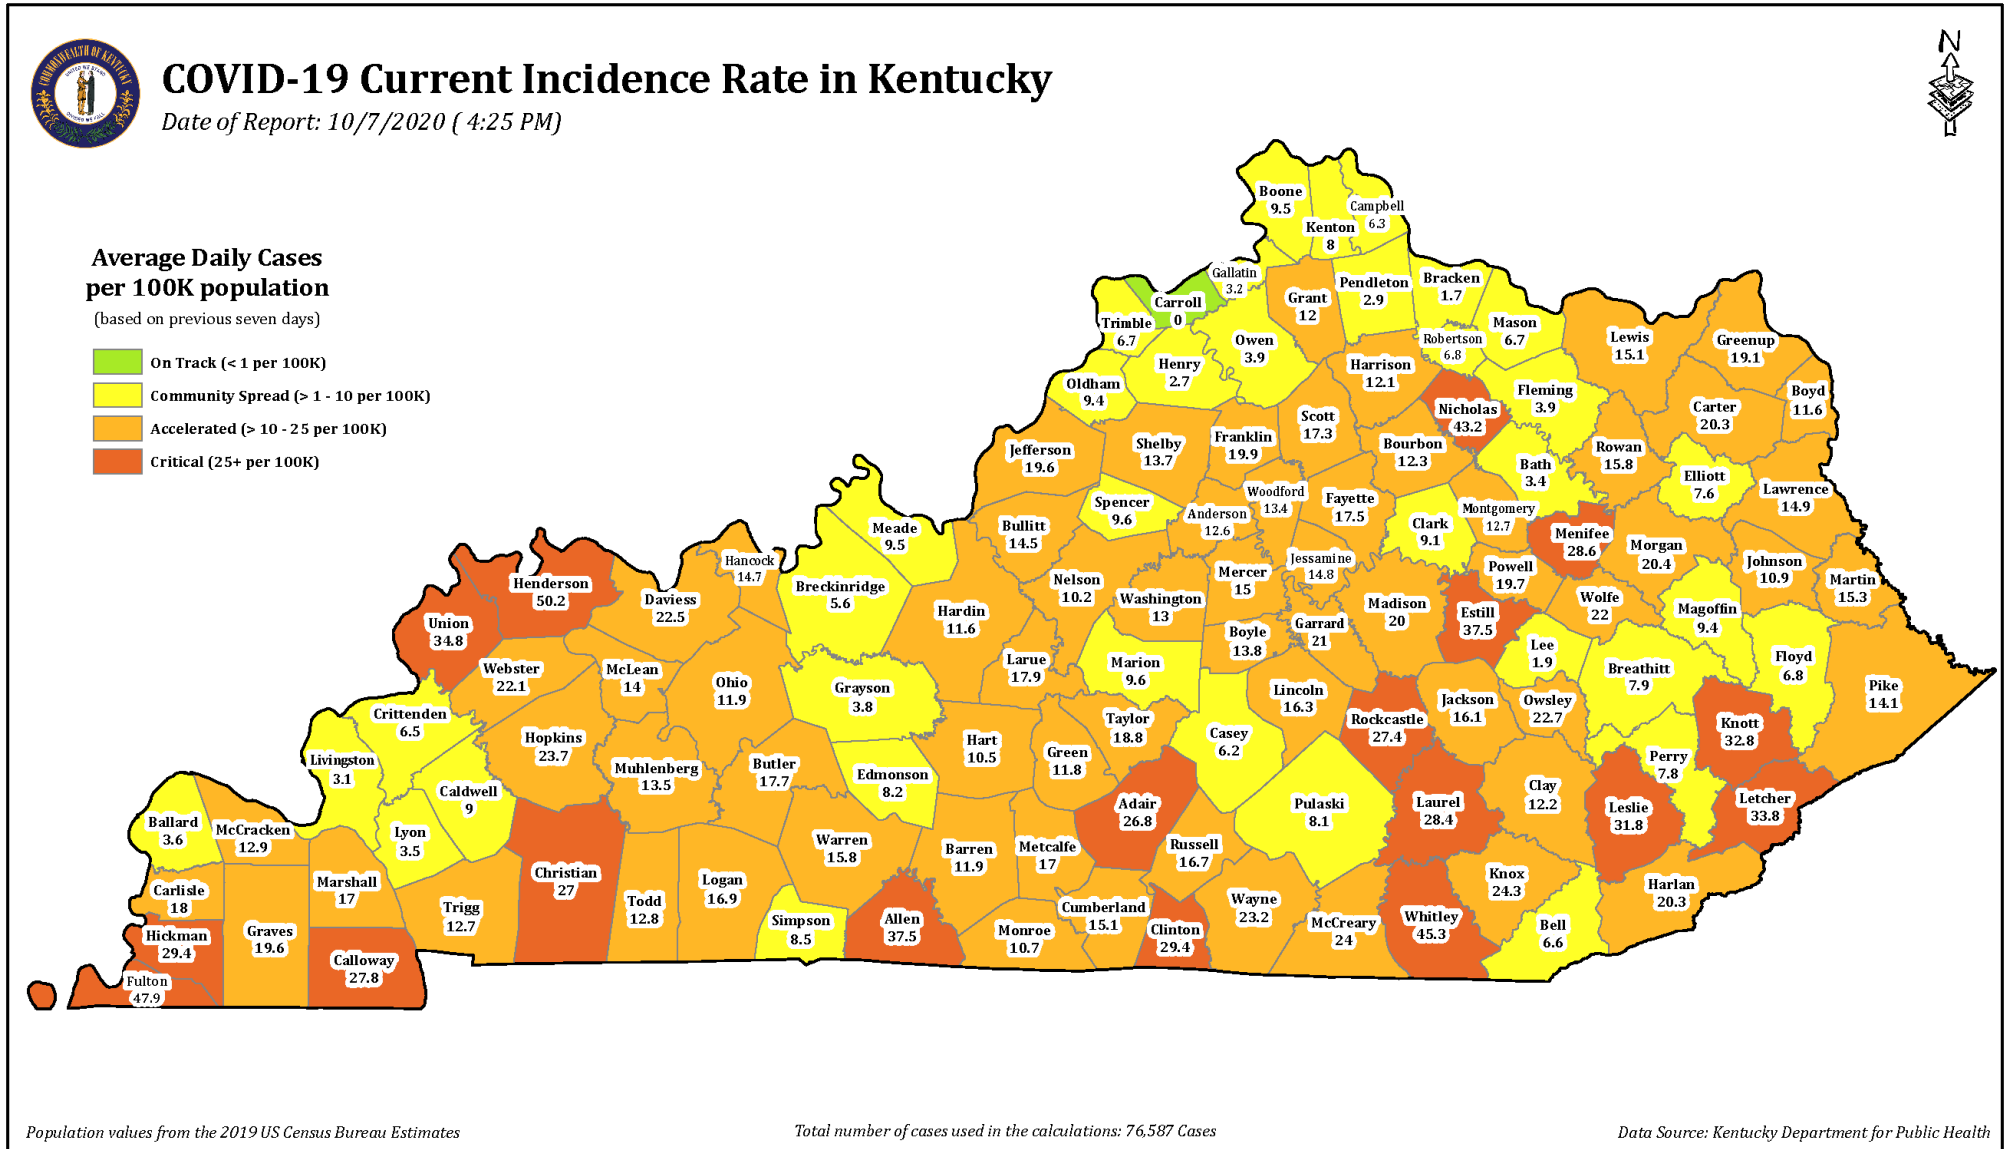 COMMONWEALTH OF KENTUCKY
UNITED WE STAND
DIVIDED WE FALL
COVID-19 Current Incidence Rate in Kentucky
Date of Report: 10/7/2020 ( 4:25 PM)
N
Average Daily Cases
per 100K population
(based on previous seven days)
On Track (< 1 per 100K)
Community Spread (> 1 - 10 per 100K)
Accelerated (> 10 - 25 per 100K)
Critical (25+ per 100K)
Boone
9.5
Kenton
8
Campbell
6.3
Gallatin
3.2
Carroll
0
Trimble
6.7
Grant
12
Pendleton
2.9
Bracken
1.7
Mason
6.7
Robertson
6.8
Owen
3.9
Henry
2.7
Oldham
9.4
Harrison
12.1
Lewis
15.1
Greenup
19.1
Boyd
11.6
Carter
20.3
Fleming
3.9
Nicholas
43.2
Scott
17.3
Franklin
19.9
Shelby
13.7
Jefferson
19.6
Bourbon
12.3
Bath
3.4
Rowan
15.8
Elliott
7.6
Lawrence
14.9
Woodford
13.4
Fayette
17.5
Spencer
9.6
Anderson
12.6
Bullitt
14.5
Meade
9.5
Clark
9.1
Montgomery
12.7
Menifee
28.6
Morgan
20.4
Johnson
10.9
Martin
15.3
Hancock
14.7
Breckinridge
5.6
Henderson
50.2
Daviess
22.5
Union
34.8
Hardin
11.6
Nelson
10.2
Washington
13
Mercer
15
Jessamine
14.8
Madison
20
Powell
19.7
Estill
37.5
Wolfe
22
Magoffin
9.4
Garrard
21
Boyle
13.8
Lee
1.9
Breathitt
7.9
Floyd
6.8
Pike
14.1
Webster
22.1
McLean
14
Ohio
11.9
Grayson
3.8
Larue
17.9
Marion
9.6
Lincoln
16.3
Rockcastle
27.4
Jackson
16.1
Owsley
22.7
Knott
32.8
Crittenden
6.5
Hopkins
23.7
Livingston
3.1
Caldwell
9
Muhlenberg
13.5
Butler
17.7
Edmonson
8.2
Hart
10.5
Green
11.8
Taylor
18.8
Casey
6.2
Perry
7.8
Letcher
33.8
Clay
12.2
Leslie
31.8
Laurel
28.4
Pulaski
8.1
Adair
26.8
Ballard
3.6
McCracken
12.9
Lyon
3.5
Warren
15.8
Barren
11.9
Metcalfe
17
Russell
16.7
Carlisle
18
Marshall
17
Christian
27
Todd
12.8
Logan
16.9
Trigg
12.7
Simpson
8.5
Allen
37.5
Monroe
10.7
Cumberland
15.1
Clinton
29.4
Wayne
23.2
McCreary
24
Whitley
45.3
Knox
24.3
Bell
6.6
Harlan
20.3
Hickman
29.4
Graves
19.6
Calloway
27.8
Fulton
47.9
Population values from the 2019 US Census Bureau Estimates
Total number of cases used in the calculations: 76,587 Cases
Data Source: Kentucky Department for Public Health